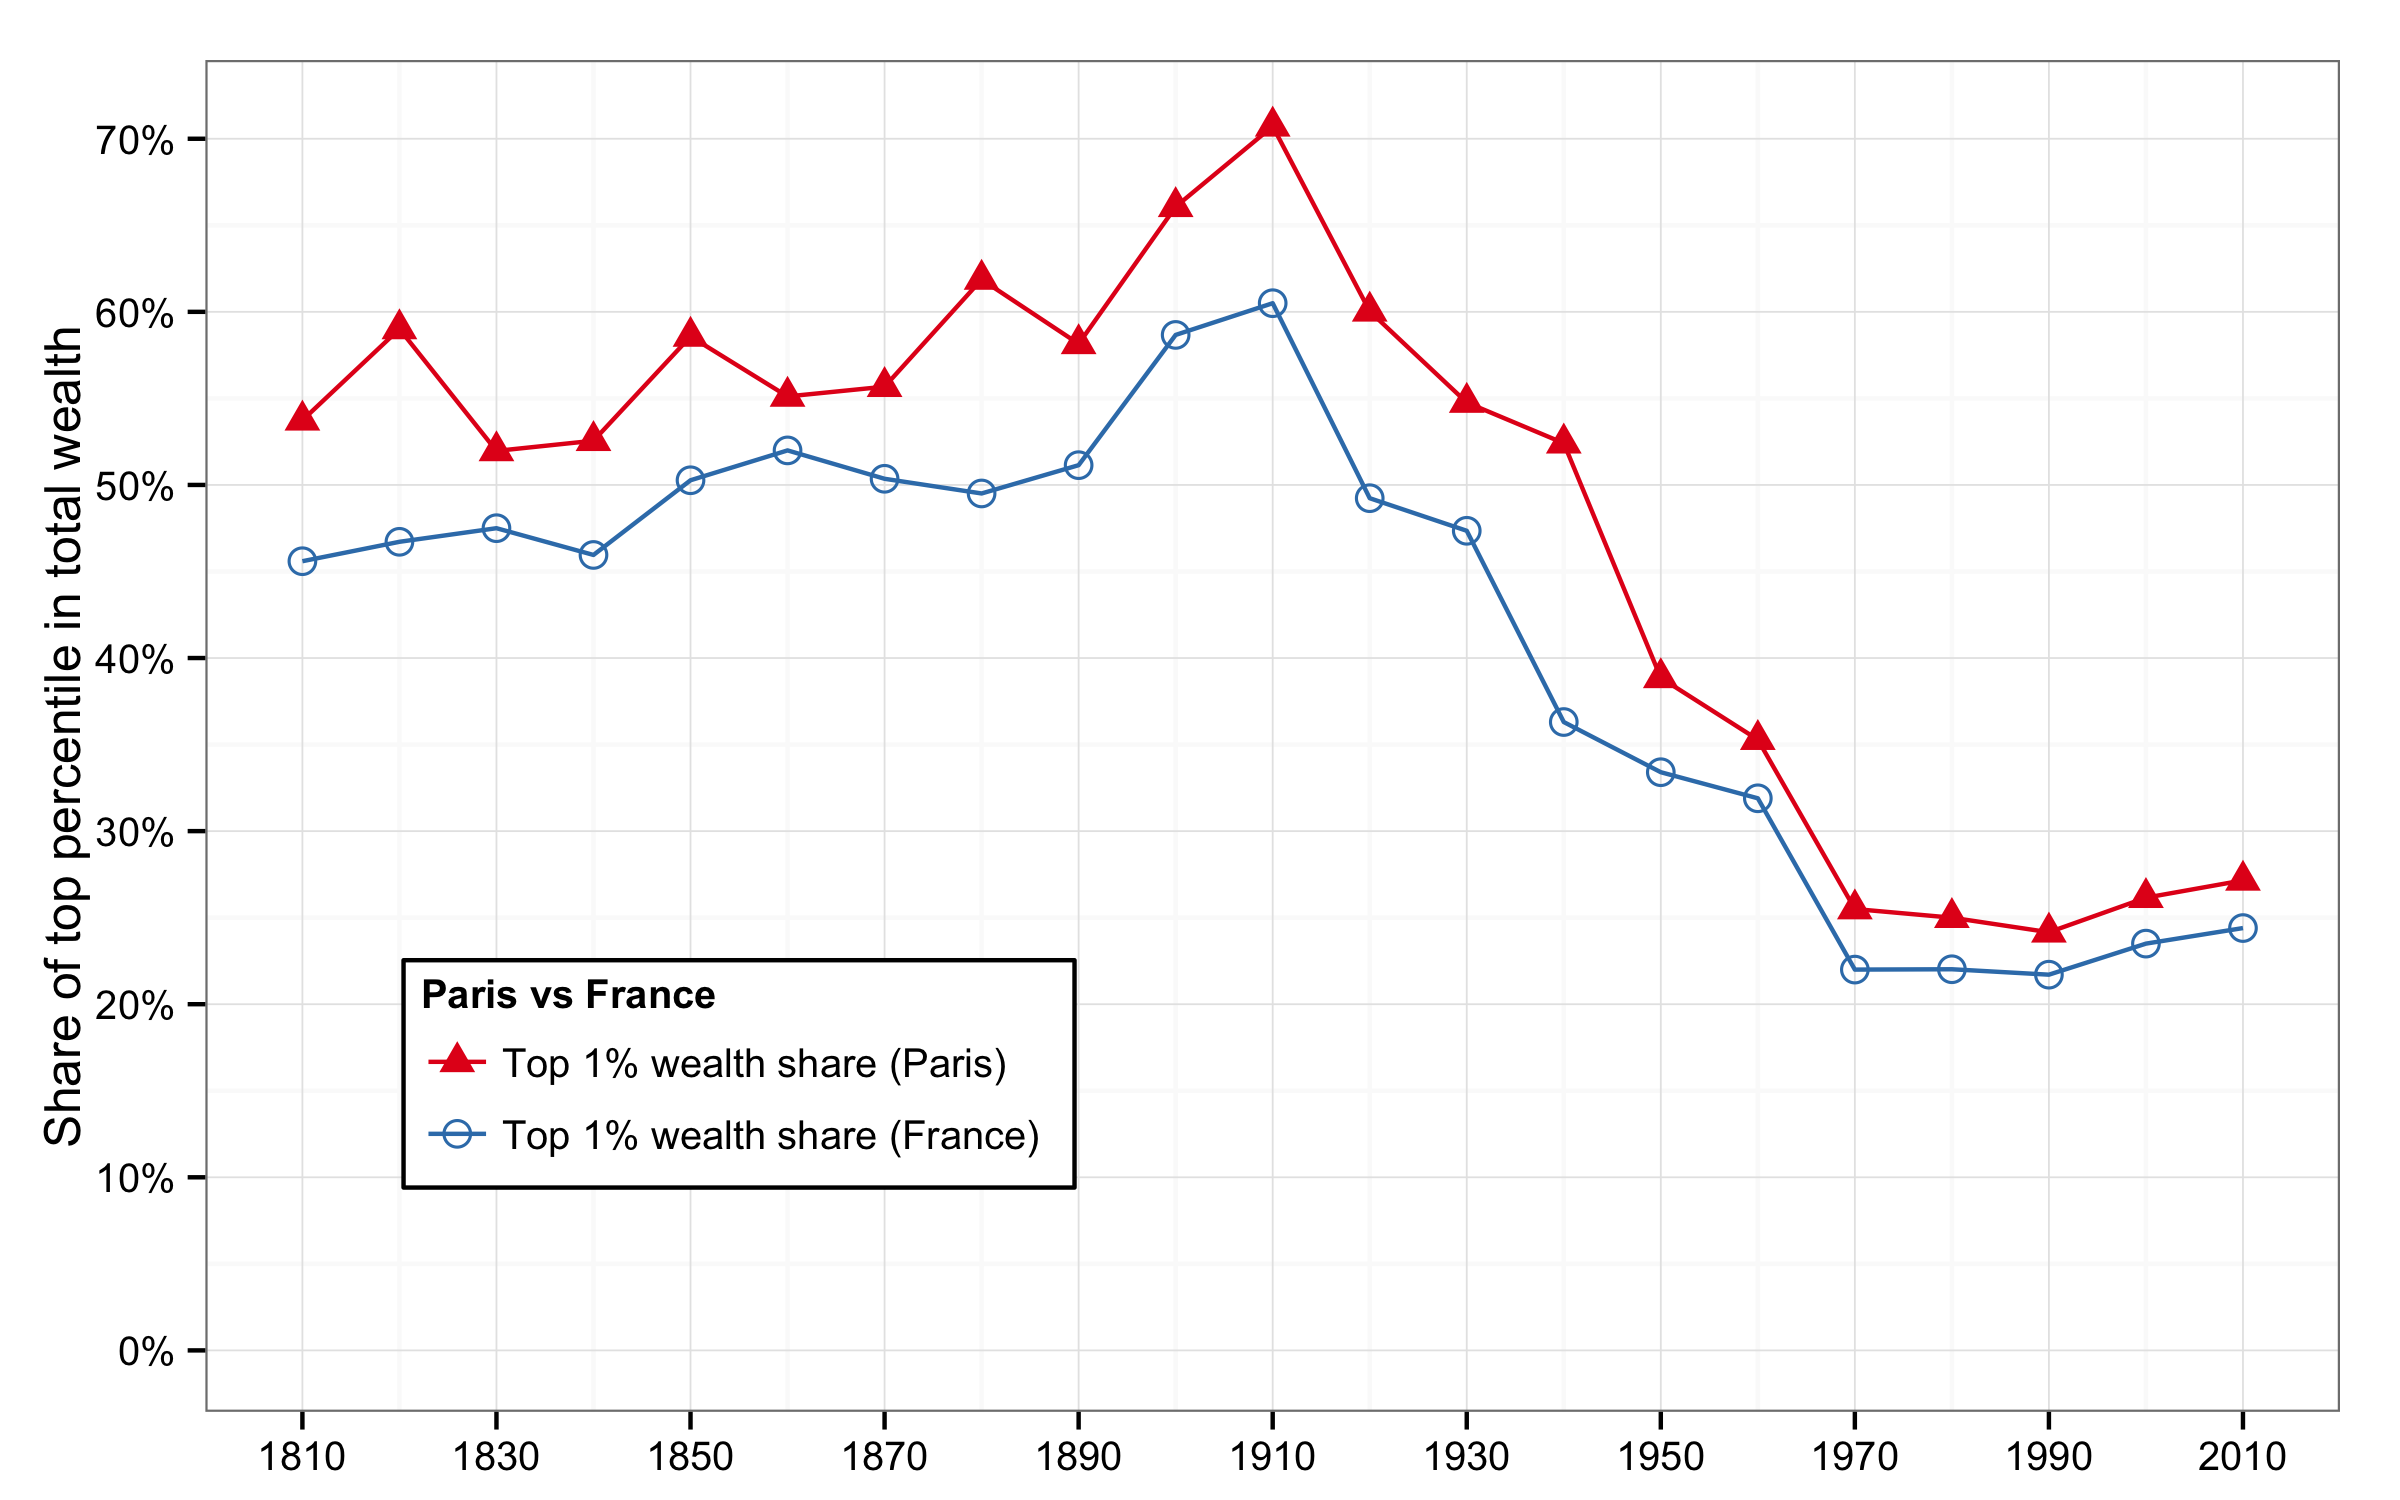 Share of top percentile in total wealth
70%
60%
50%
40%
30%
20%
10%
0%
Paris vs France
Top 1% wealth share (Paris)
Top 1% wealth share (France)
1810 1830 1850 1870 1890 1910 1930 1950 1970 1990 2010